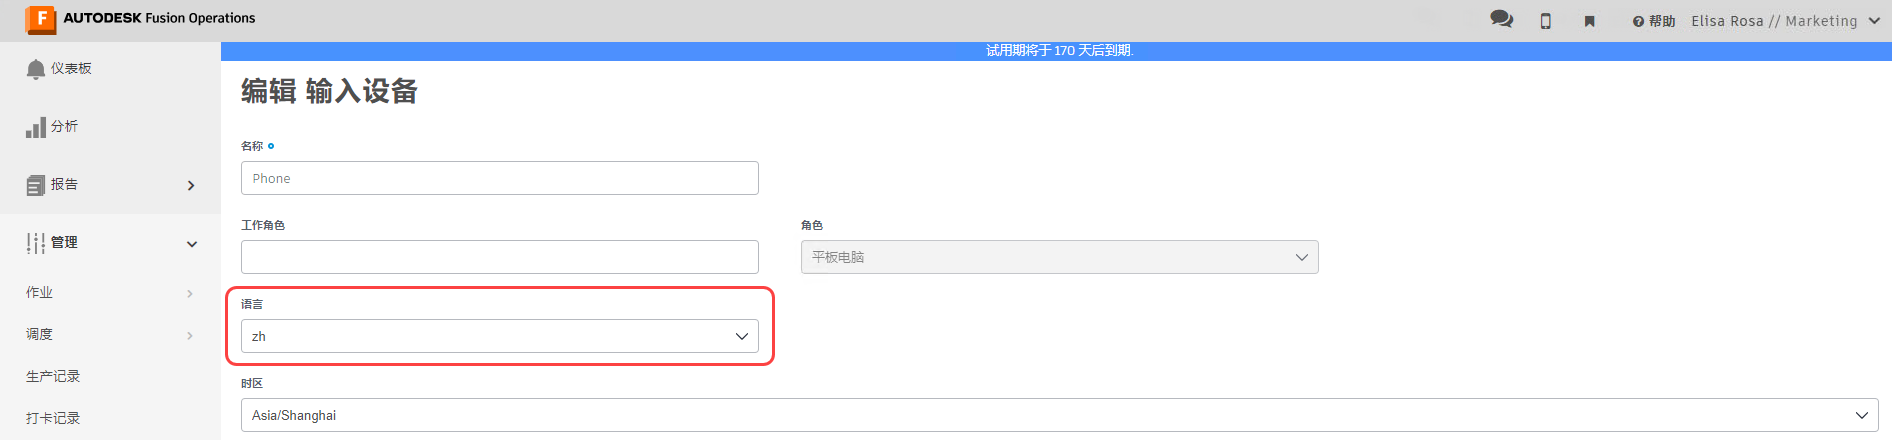 F AUTODESK Fusion Operations
帮助 Elisa Rosa // Marketing
试用期将于 170 天后到期.
仪表板
分析
报告
管理
作业
调度
生产记录
打卡记录
编辑 输入设备
名称
Phone
工作角色
角色
平板电脑
语言
zh
时区
Asia/Shanghai